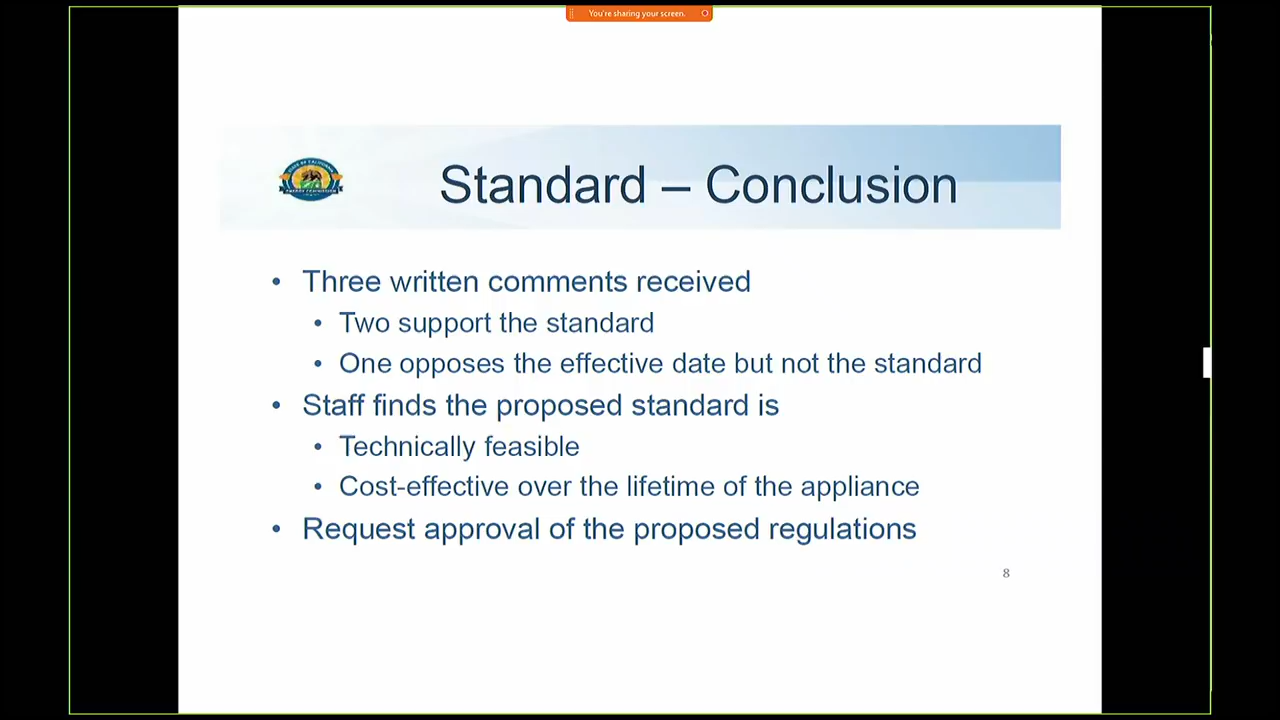 You're sharing your screen.
Standard – Conclusion
• Three written comments received
• Two support the standard
• One opposes the effective date but not the standard
• Staff finds the proposed standard is
• Technically feasible
• Cost-effective over the lifetime of the appliance
• Request approval of the proposed regulations
8